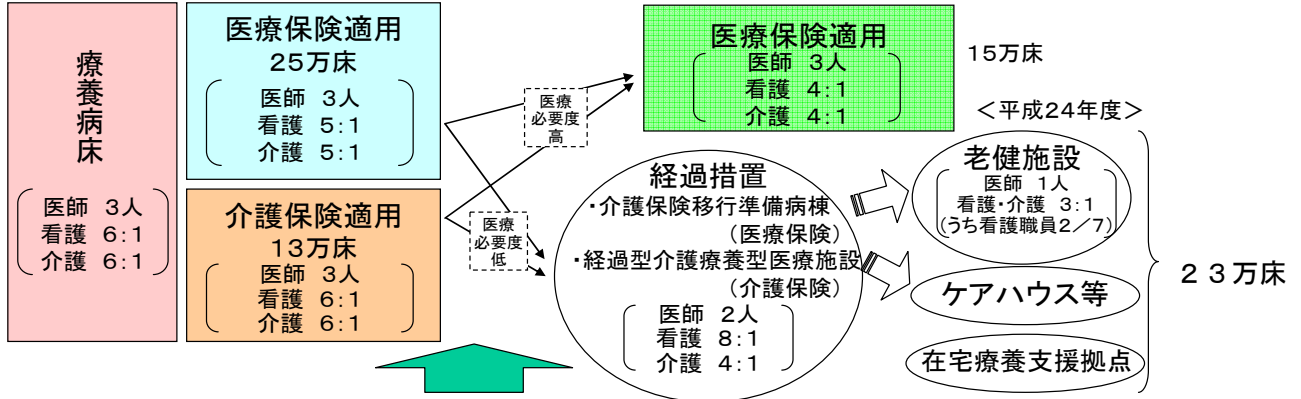 療養病床
医師 3人
看護 6:1
介護 6:1
医療保険適用
25万床
医師 3人
看護 5:1
介護 5:1
介護保険適用
13万床
医師 3人
看護 6:1
介護 6:1
医療
必要度
高
医療
必要度
低
医療保険適用
医師 3人
看護 4:1
介護 4:1
15万床
経過措置
・介護保険移行準備病棟
(医療保険)
・経過型介護療養型医療施設
(介護保険)
医師 2人
看護 8:1
介護 4:1
<平成24年度>
老健施設
医師 1人
看護・介護 3:1
(うち看護職員2/7)
ケアハウス等
在宅療養支援拠点
23万床